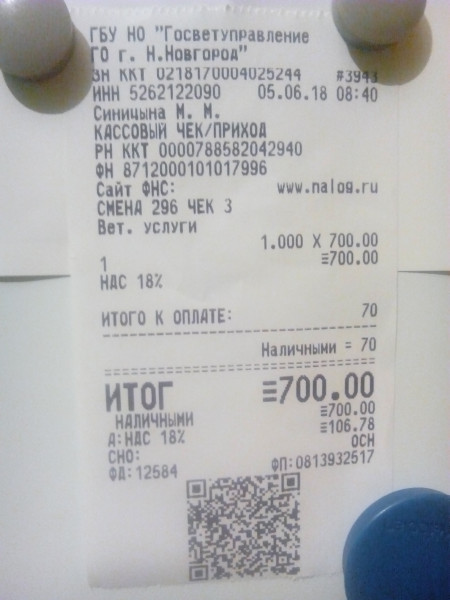 ГБУ НО "Госветуправление
ГО г. Н.Новгород"
ЗН ККТ 0218170004025244 #3943
ИНН 5262122090 05.06.18 08:40
Синицына М. М.
КАССОВЫЙ ЧЕК/ПРИХОД
РН ККТ 0000788582042940
ФН 8712000101017996
Сайт ФНС: www.nalog.ru
СМЕНА 296 ЧЕК 3
Вет. услуги
1.000 X 700.00
1 ≡700.00
НДС 18%
ИТОГО К ОПЛАТЕ: 70
Наличными = 70
ИТОГ ≡700.00
НАЛИЧНЫМИ ≡700.00
А:НДС 18% ≡106.78
СНО: ОСН
ФД:12584 ФП:0813932517